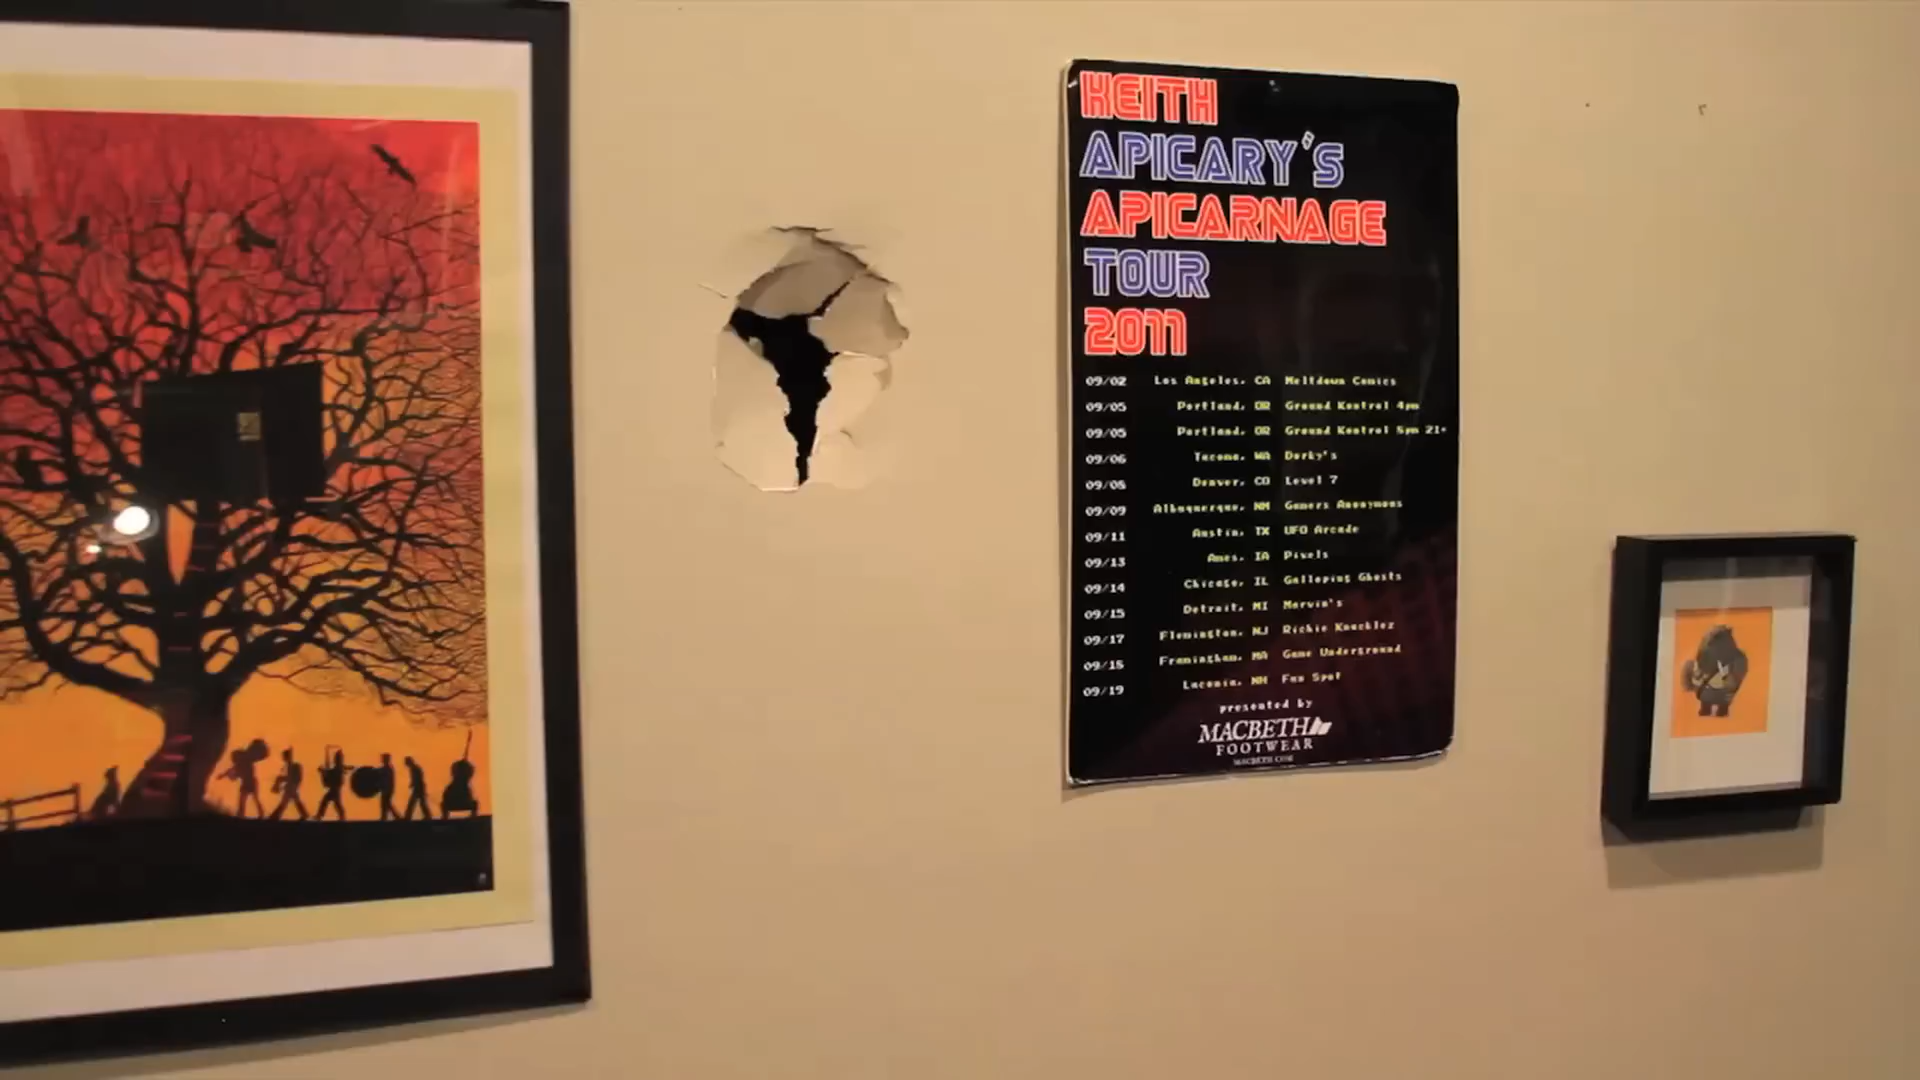 KEITH
APICARY'S
APICARNAGE
TOUR
2011
09/02 Los Angeles, CA Meltdown Comics
09/05 Portland, OR Ground Kontrol 4pm
09/05 Portland, OR Ground Kontrol 5pm 21+
09/06 Tacoma, WA Dorky's
09/08 Denver, CO Level 7
09/09 Albuquerque, NM Gamers Anonymous
09/11 Austin, TX UFO Arcade
09/13 Ames, IA Pixels
09/14 Chicago, IL Galloping Ghosts
09/15 Detroit, MI Marvin's
09/17 Flemington, NJ Richie Knucklez
09/18 Framingham, MA Game Underground
09/19 Laconia, NH Fun Spot
presented by
MACBETH
FOOTWEAR
MACBETH.COM